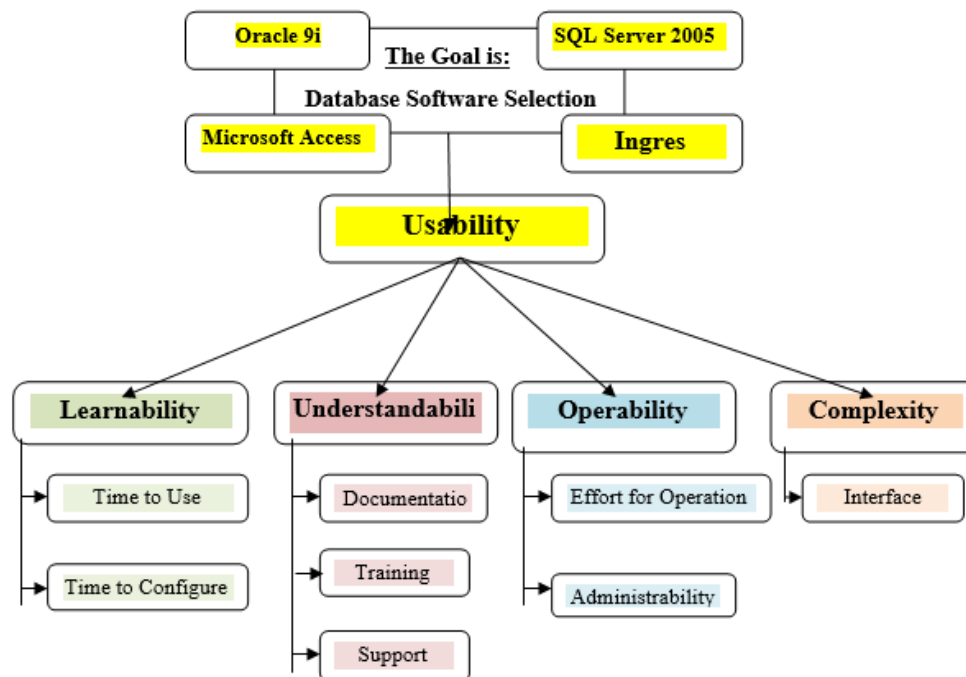 Oracle 9i
SQL Server 2005
The Goal is:
Database Software Selection
Microsoft Access
Ingres
Usability
Learnability
Understandabili
Operability
Complexity
Time to Use
Documentatio
Effort for Operation
Interface
Time to Configure
Training
Administrability
Support